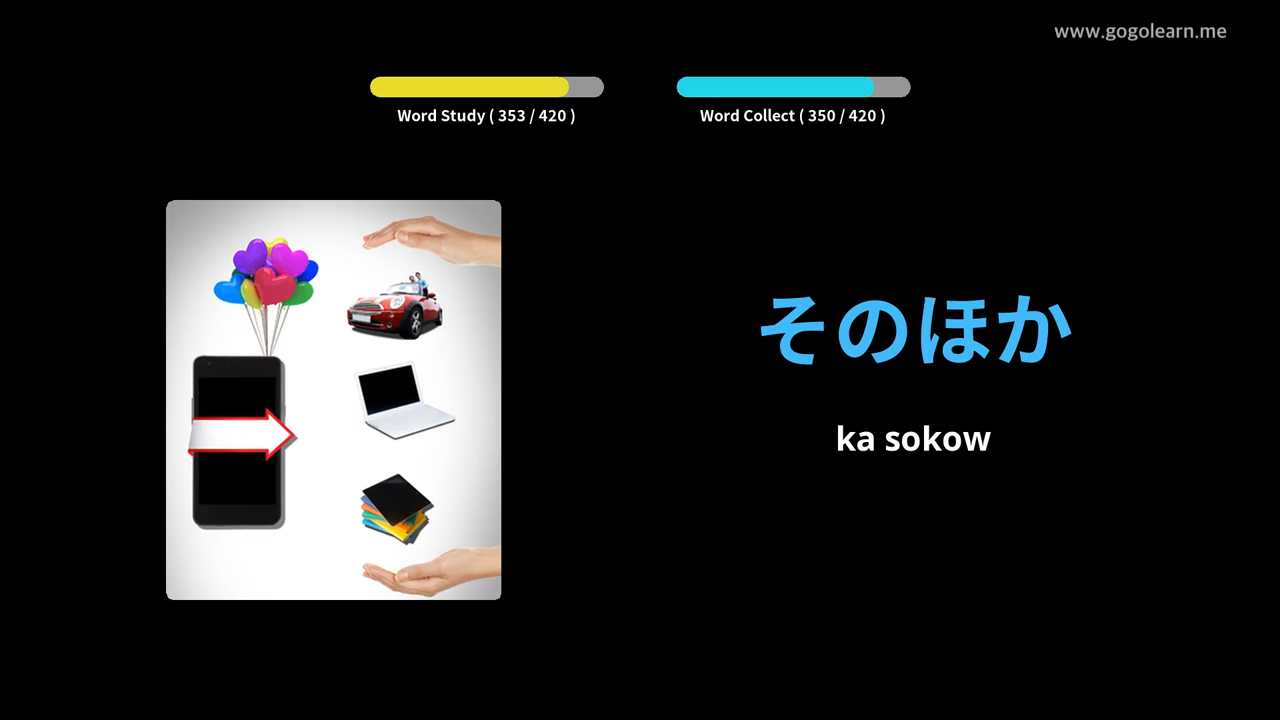 www.gogolearn.me
Word Study ( 353 / 420 )
Word Collect ( 350 / 420 )
そのほか
ka sokow